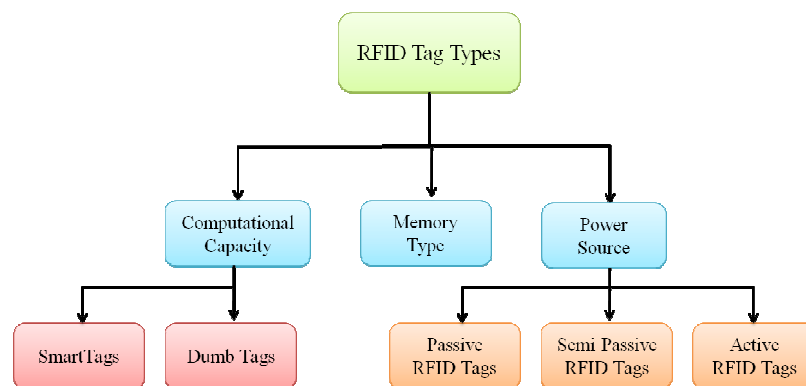 RFID Tag Types
Computational
Capacity
Memory
Type
Power
Source
SmartTags
Dumb Tags
Passive
RFID Tags
Semi Passive
RFID Tags
Active
RFID Tags